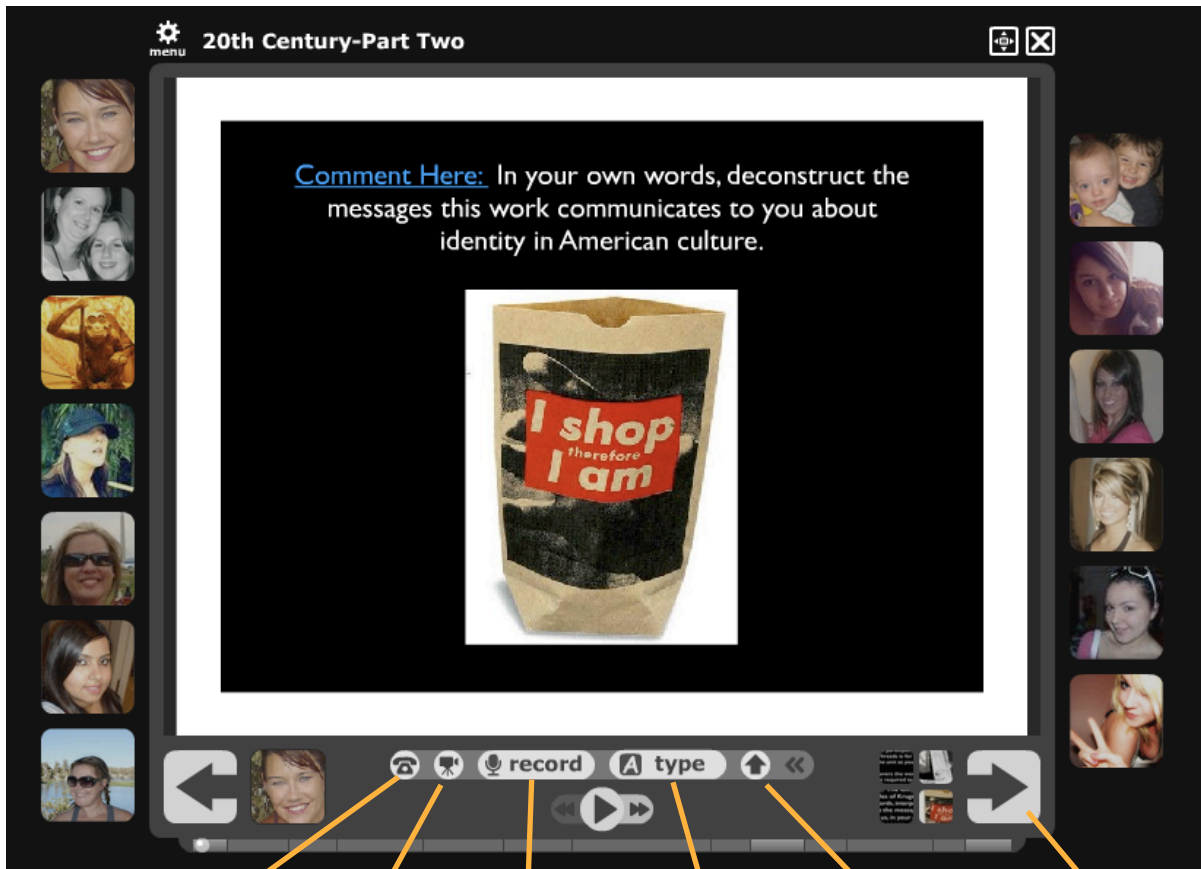 menu
20th Century-Part Two
Comment Here: In your own words, deconstruct the
messages this work communicates to you about
identity in American culture.
I shop
therefore
I am
record
A type